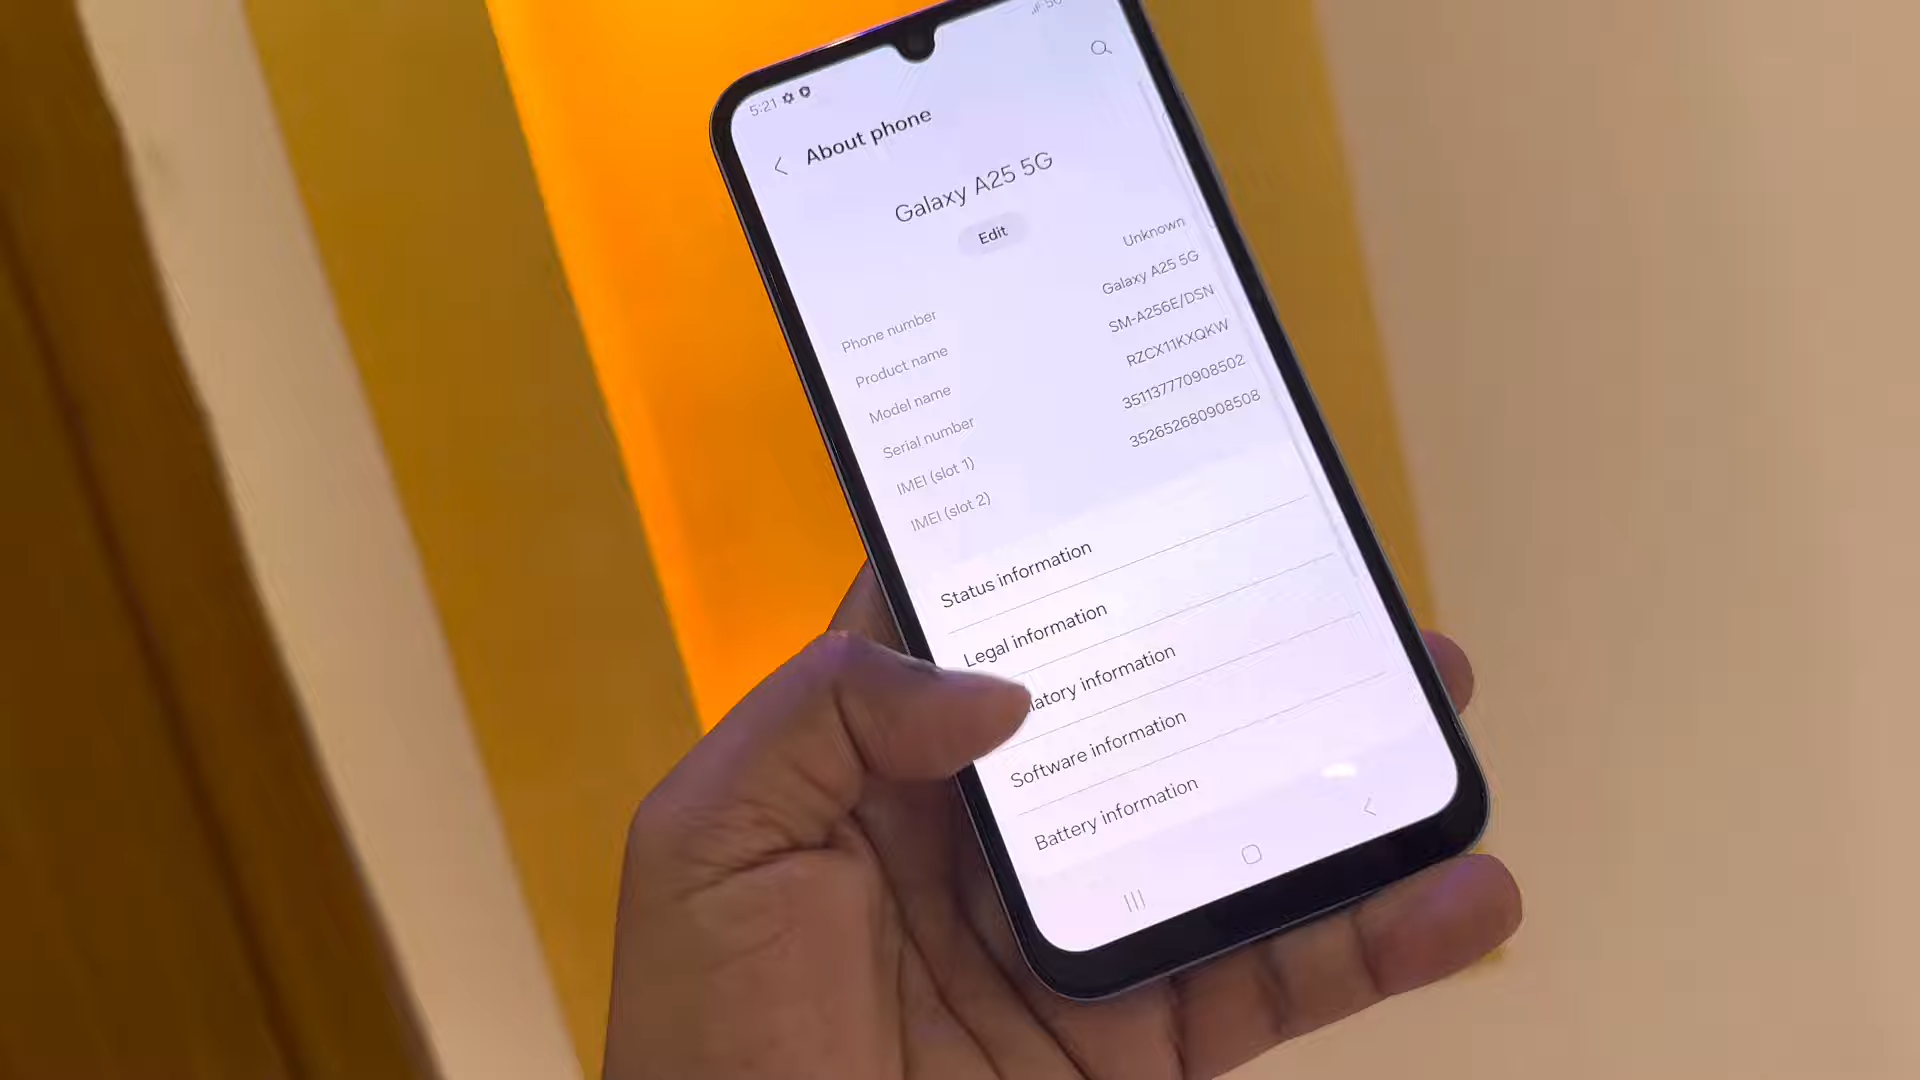 5:21
5G
About phone
Galaxy A25 5G
Edit
Phone number Unknown
Product name Galaxy A25 5G
Model name SM-A256E/DSN
Serial number RZCX11KXQKW
IMEI (slot 1) 351137770908502
IMEI (slot 2) 352652680908508
Status information
Legal information
latory information
Software information
Battery information